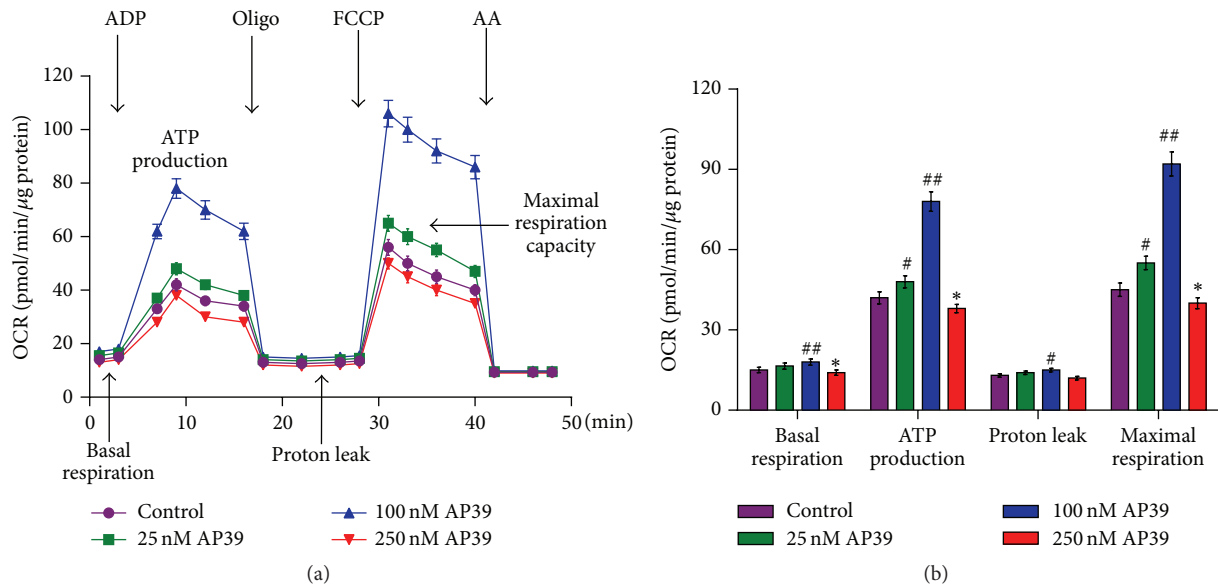 ADP Oligo FCCP AA
120
100
80
60
40
20
0
OCR (pmol/min/µg protein)
ATP
production
Maximal
respiration
capacity
0 10 20 30 40 50 (min)
Basal
respiration
Proton leak
Control
25 nM AP39
100 nM AP39
250 nM AP39
(a)
120
90
60
30
0
OCR (pmol/min/µg protein)
## *
# ## *
#
# ## *
Basal
respiration
ATP
production
Proton leak
Maximal
respiration
Control
25 nM AP39
100 nM AP39
250 nM AP39
(b)